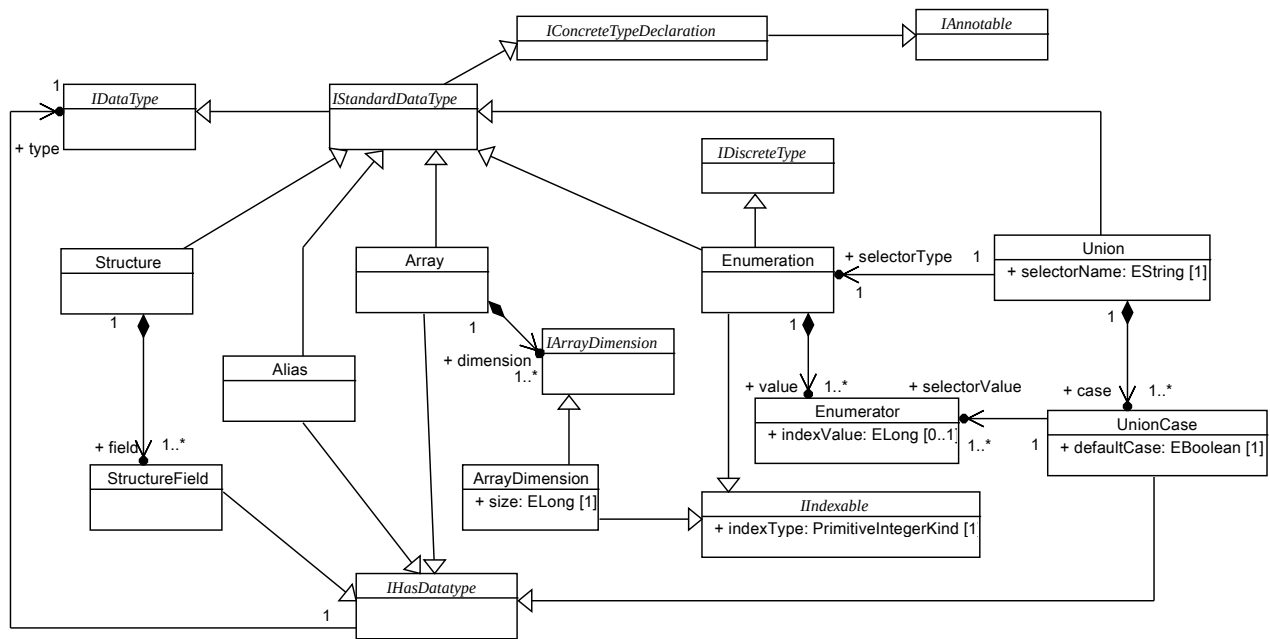 IConcreteTypeDeclaration
IAnnotable
1
IDataType
IStandardDataType
+ type
IDiscreteType
Structure
Array
Enumeration
+ selectorType
1
1
Union
+ selectorName: EString [1]
1
1
+ dimension
1..*
IArrayDimension
1
1
Alias
+ value
1..*
+ selectorValue
+ case
1..*
Enumerator
+ indexValue: ELong [0..1]
1..*
1
UnionCase
+ defaultCase: EBoolean [1]
+ field
1..*
StructureField
ArrayDimension
+ size: ELong [1]
IIndexable
+ indexType: PrimitiveIntegerKind [1]
IHasDatatype
1